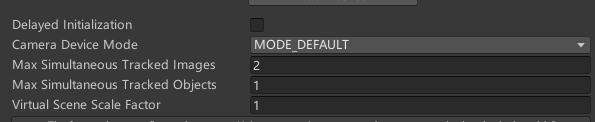 Delayed Initialization
Camera Device Mode MODE_DEFAULT
Max Simultaneous Tracked Images 2
Max Simultaneous Tracked Objects 1
Virtual Scene Scale Factor 1